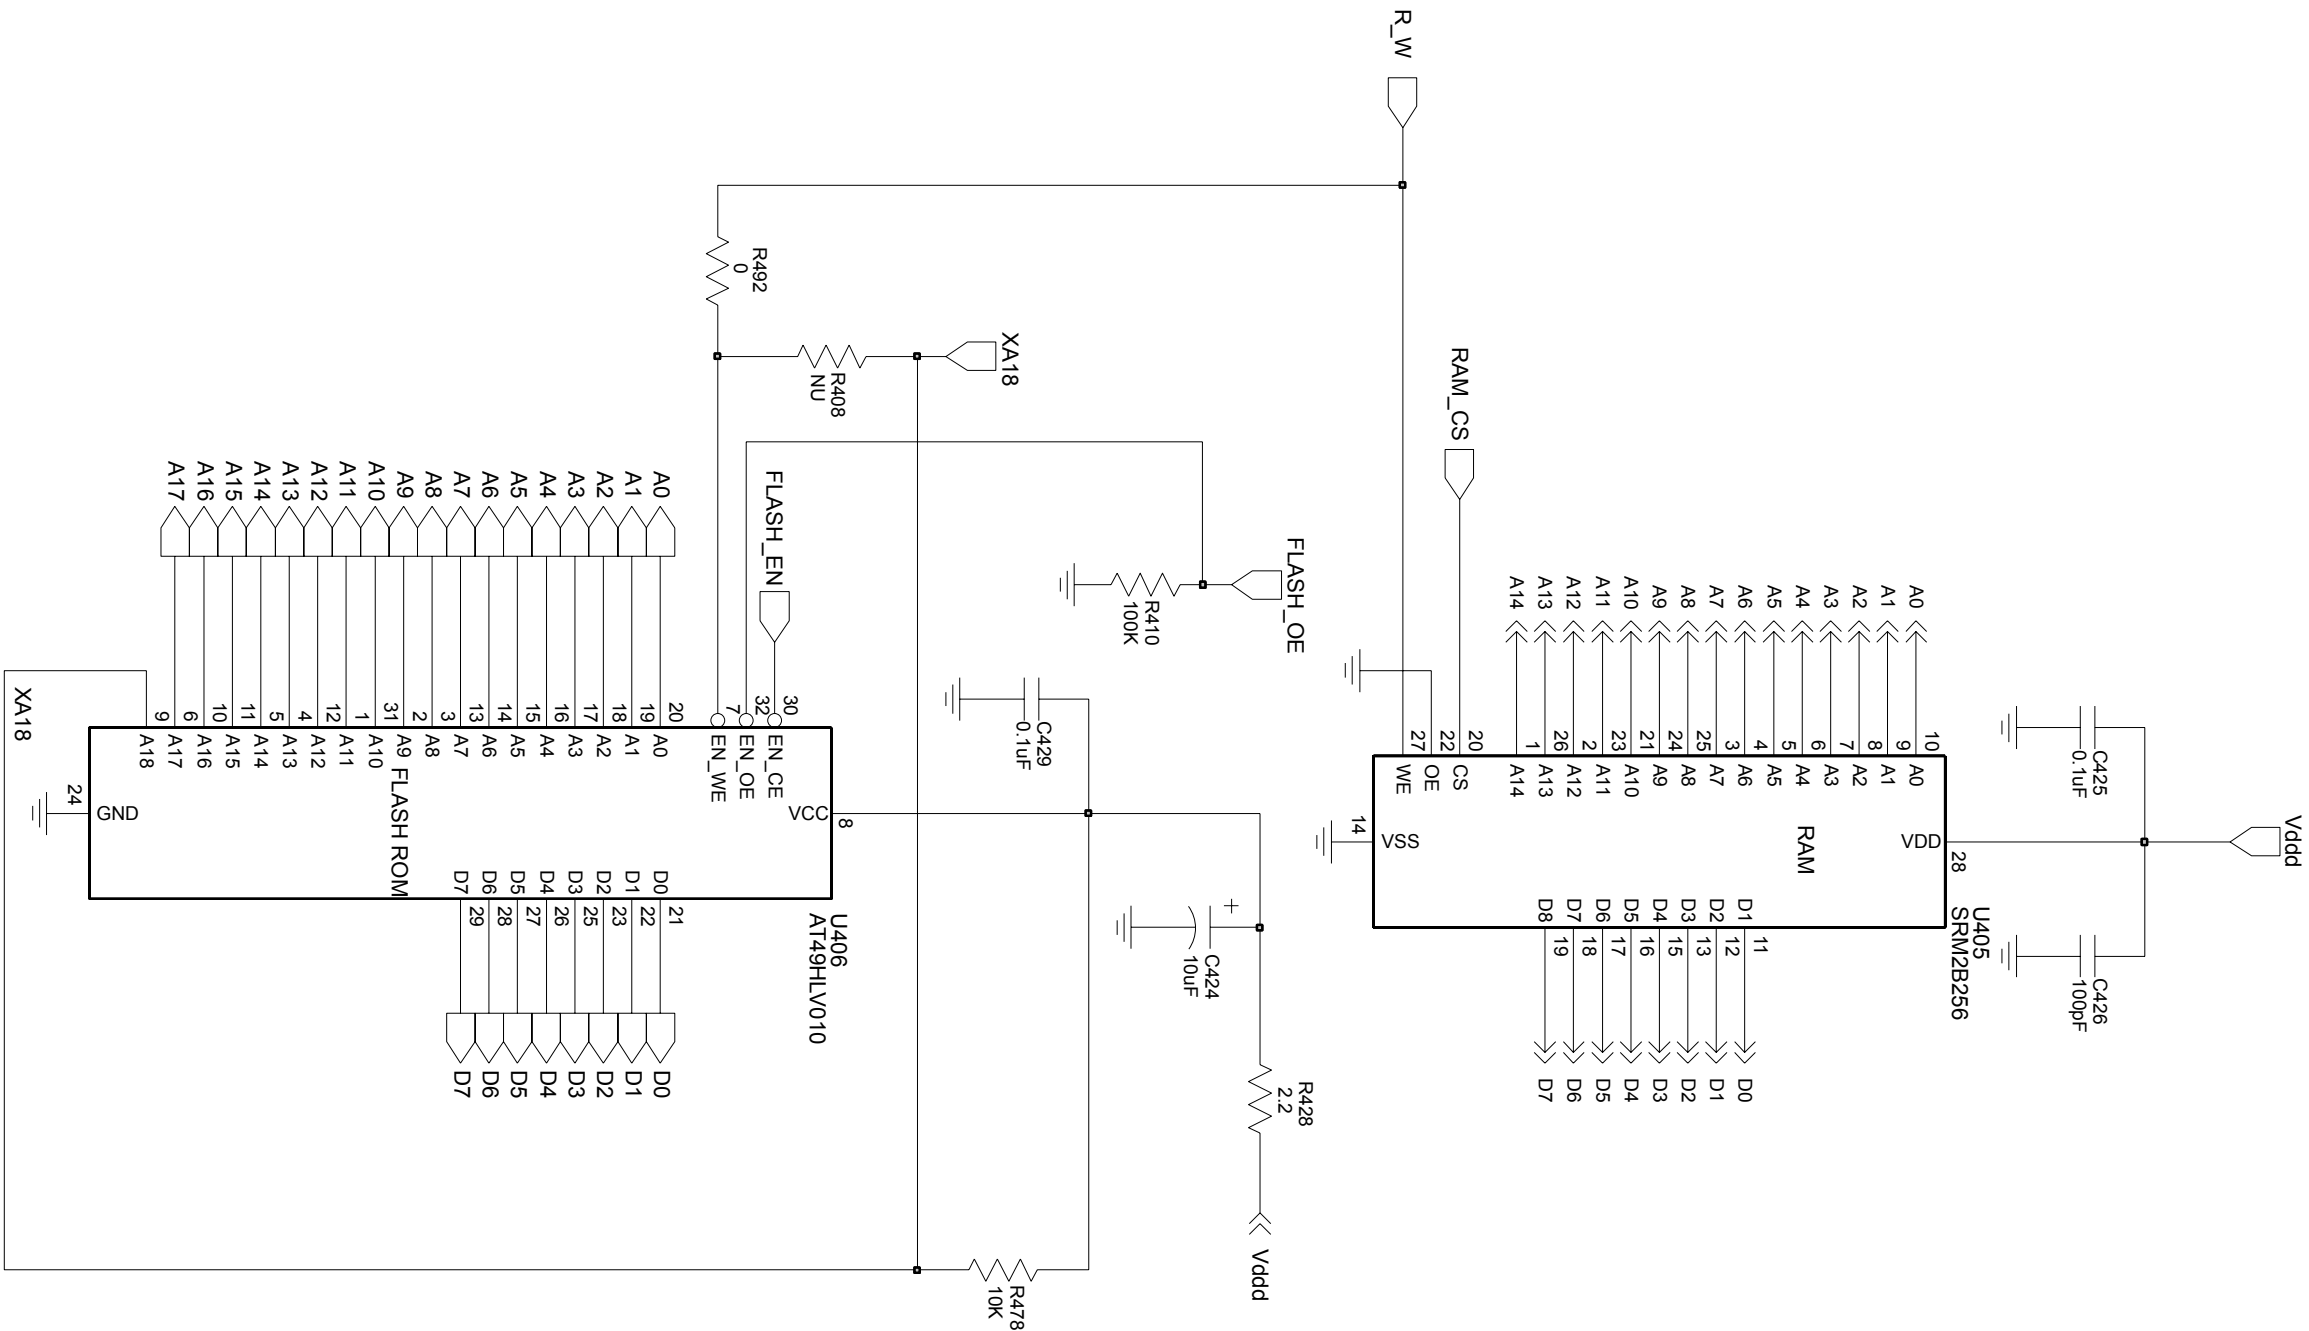 Vddd
C425
0.1uF
C426
100pF
28
VDD
U405
SRM2B256
RAM
A0 10 A0
A1 9 A1
A2 8 A2
A3 7 A3
A4 6 A4
A5 5 A5
A6 4 A6
A7 3 A7
A8 25 A8
A9 24 A9
A10 21 A10
A11 23 A11
A12 2 A12
A13 26 A13
A14 1 A14
D1 11 D0
D2 12 D1
D3 13 D2
D4 15 D3
D5 16 D4
D6 17 D5
D7 18 D6
D8 19 D7
RAM_CS
20 CS
22 OE
27 WE
R_W
14
VSS
FLASH_OE
R410
100K
R428
2.2
Vddd
+
C424
10uF
C429
0.1uF
R478
10K
XA18
R408
NU
R492
0
FLASH_EN
30 EN_CE
32 EN_OE
7 EN_WE
8
VCC
U406
AT49HLV010
FLASH ROM
A0 20 A0
A1 19 A1
A2 18 A2
A3 17 A3
A4 16 A4
A5 15 A5
A6 14 A6
A7 13 A7
A8 3 A8
A9 2 A9
A10 31 A10
A11 1 A11
A12 12 A12
A13 4 A13
A14 5 A14
A15 11 A15
A16 10 A16
A17 6 A17
9 A18
D0 21 D0
D1 22 D1
D2 23 D2
D3 25 D3
D4 26 D4
D5 27 D5
D6 28 D6
D7 29 D7
24
GND
XA18